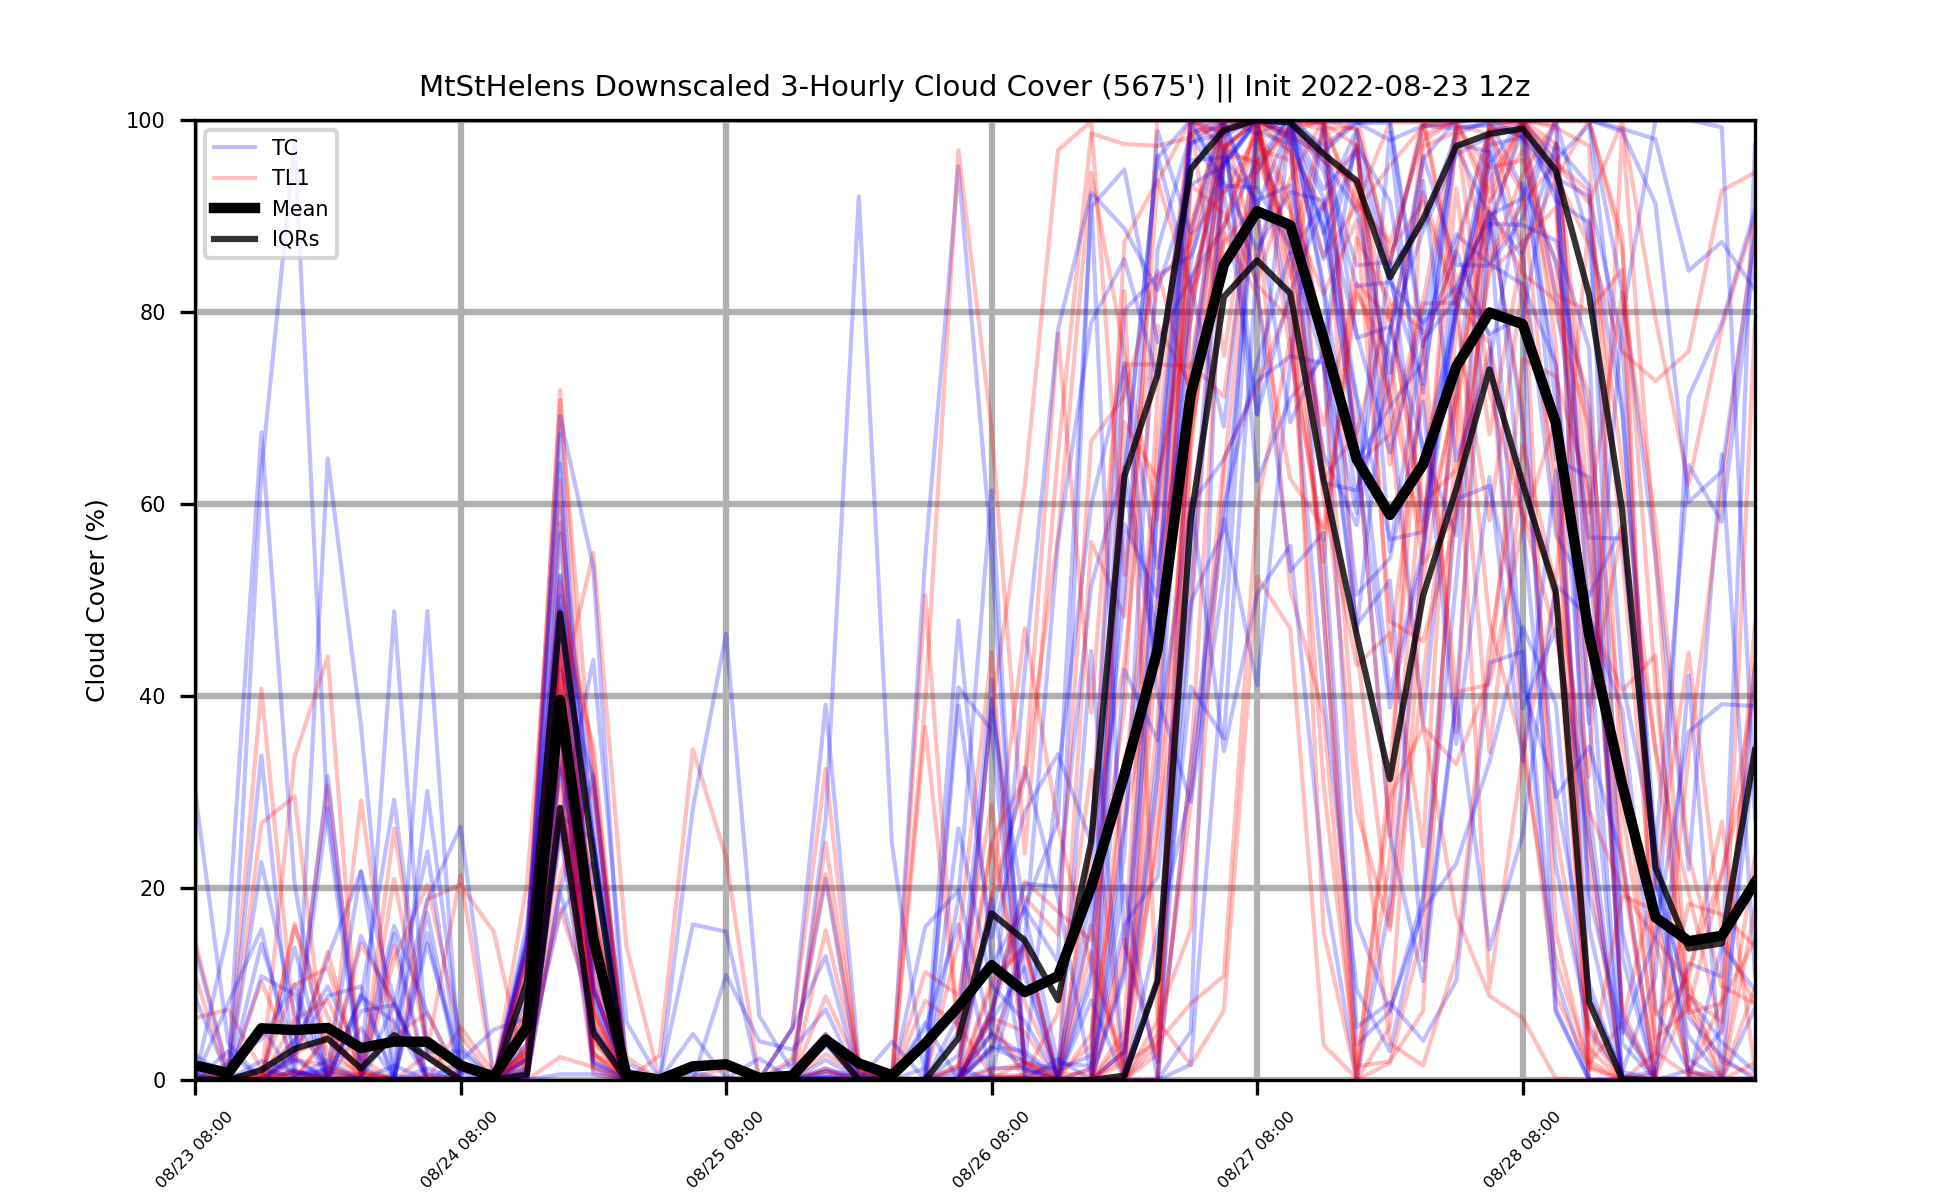 MtStHelens Downscaled 3-Hourly Cloud Cover (5675') || Init 2022-08-23 12z
TC
TL1
Mean
IQRs
Cloud Cover (%)
100
80
60
40
20
0
08/23 08:00
08/24 08:00
08/25 08:00
08/26 08:00
08/27 08:00
08/28 08:00